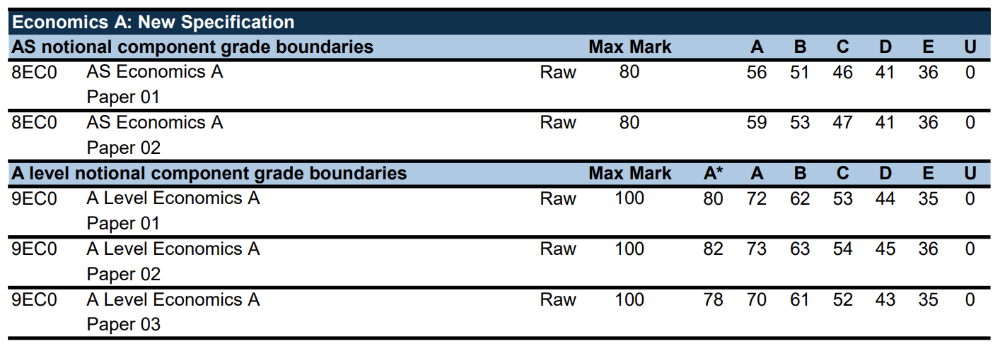 Economics A: New Specification
AS notional component grade boundaries Max Mark A B C D E U
8EC0 AS Economics A Raw 80 56 51 46 41 36 0
Paper 01
8EC0 AS Economics A Raw 80 59 53 47 41 36 0
Paper 02
A level notional component grade boundaries Max Mark A* A B C D E U
9EC0 A Level Economics A Raw 100 80 72 62 53 44 35 0
Paper 01
9EC0 A Level Economics A Raw 100 82 73 63 54 45 36 0
Paper 02
9EC0 A Level Economics A Raw 100 78 70 61 52 43 35 0
Paper 03